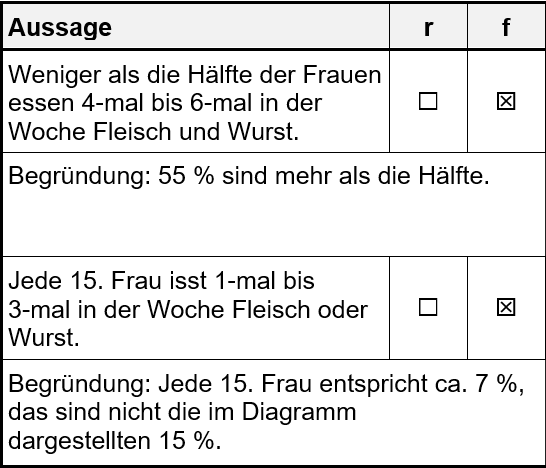 Aussage r f
Weniger als die Hälfte der Frauen
essen 4-mal bis 6-mal in der ☐ ☒
Woche Fleisch und Wurst.
Begründung: 55 % sind mehr als die Hälfte.
Jede 15. Frau isst 1-mal bis
3-mal in der Woche Fleisch oder ☐ ☒
Wurst.
Begründung: Jede 15. Frau entspricht ca. 7 %,
das sind nicht die im Diagramm
dargestellten 15 %.